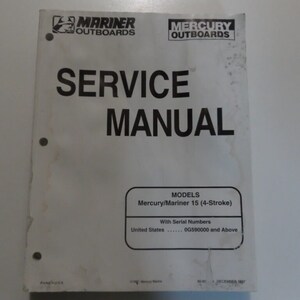 MARINER
OUTBOARDS
MERCURY
OUTBOARDS
SERVICE
MANUAL
MODELS
Mercury/Mariner 15 (4-Stroke)
With Serial Numbers
United States ...... 0G590000 and Above